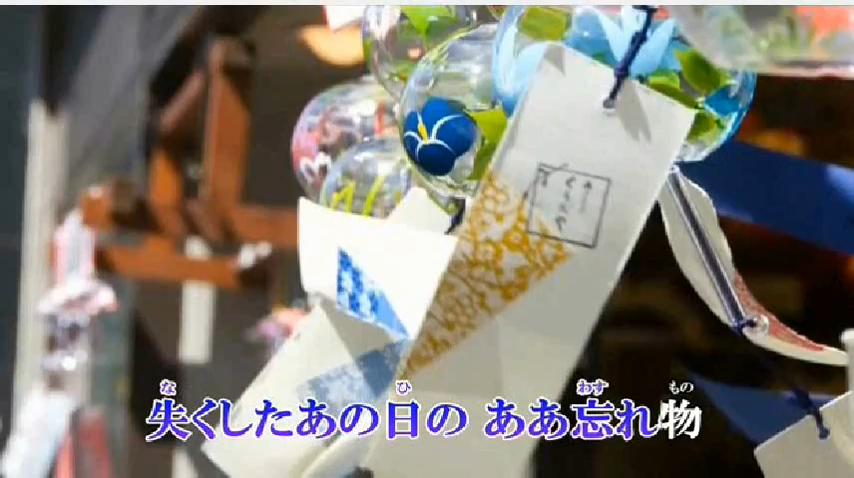 な ひ わす もの
失くしたあの日の ああ忘れ物